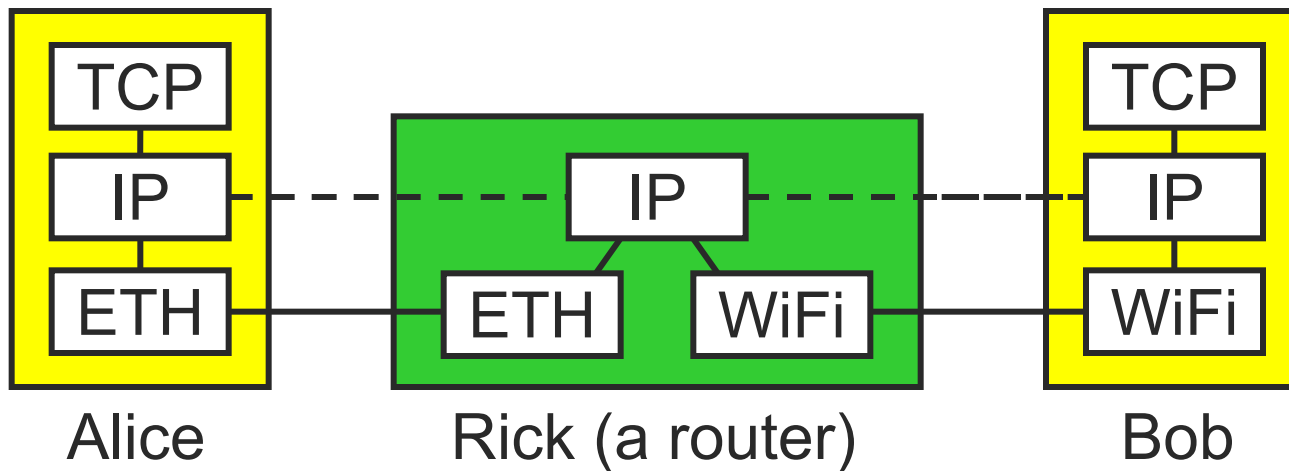 TCP
IP
ETH
Alice
IP
ETH
WiFi
Rick (a router)
TCP
IP
WiFi
Bob